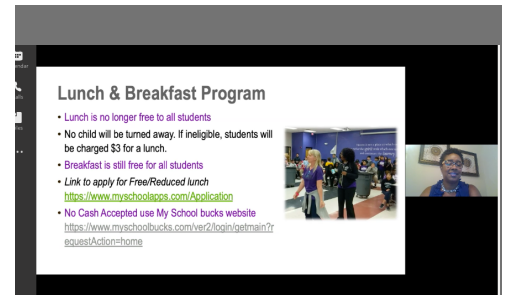 endar
alls
iles
Lunch & Breakfast Program
• Lunch is no longer free to all students
• No child will be turned away. If ineligible, students will
be charged $3 for a lunch.
• Breakfast is still free for all students
• Link to apply for Free/Reduced lunch
https://www.myschoolapps.com/Application
• No Cash Accepted use My School bucks website
https://www.myschoolbucks.com/ver2/login/getmain?r
equestAction=home